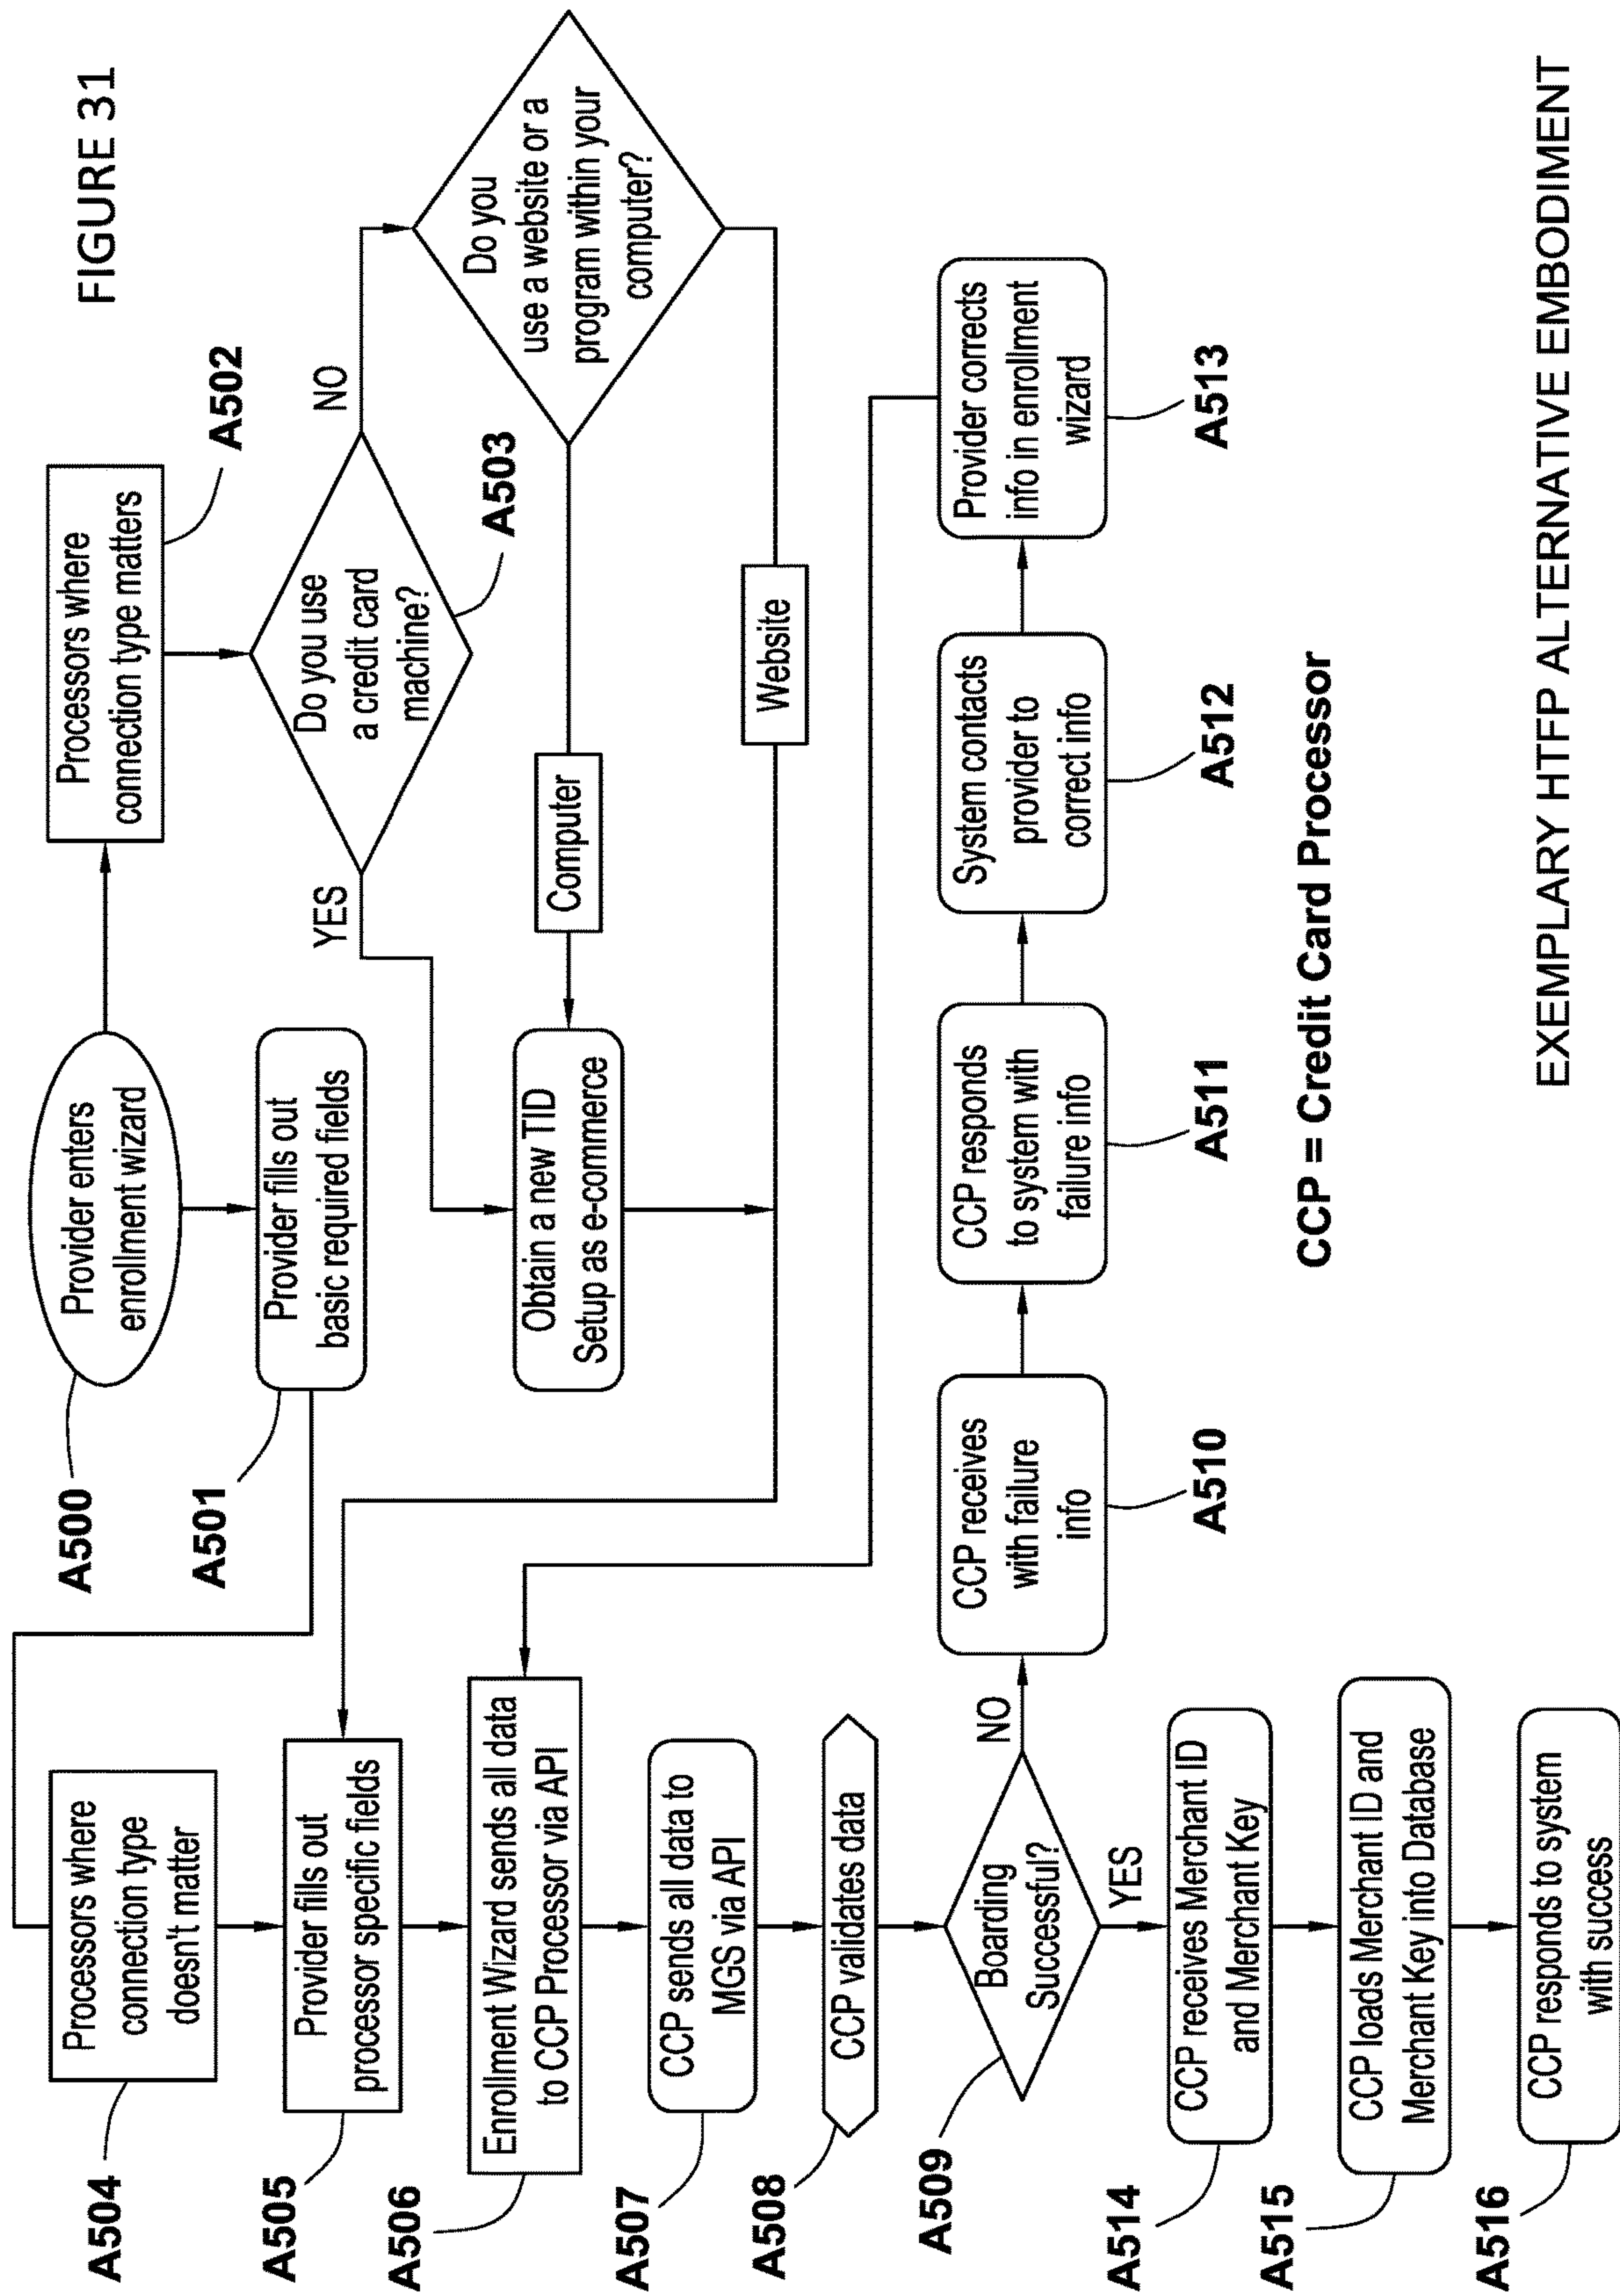 FIGURE 31
Provider enters
enrollment wizard
A500
Provider fills out
basic required fields
A501
Processors where
connection type matters
A502
Do you use
a credit card
machine?
A503
YES
NO
Do you
use a website or a
program within your
computer?
Computer
Website
Obtain a new TID
Setup as e-commerce
Processors where
connection type
doesn't matter
A504
Provider fills out
processor specific fields
A505
Enrollment Wizard sends all data
to CCP Processor via API
A506
CCP sends all data to
MGS via API
A507
CCP validates data
A508
Boarding
Successful?
A509
NO
YES
CCP receives
with failure
info
A510
CCP responds
to system with
failure info
A511
System contacts
provider to
correct info
A512
Provider corrects
info in enrollment
wizard
A513
CCP receives Merchant ID
and Merchant Key
A514
CCP loads Merchant ID and
Merchant Key into Database
A515
CCP responds to system
with success
A516
CCP = Credit Card Processor
EXEMPLARY HTFP ALTERNATIVE EMBODIMENT